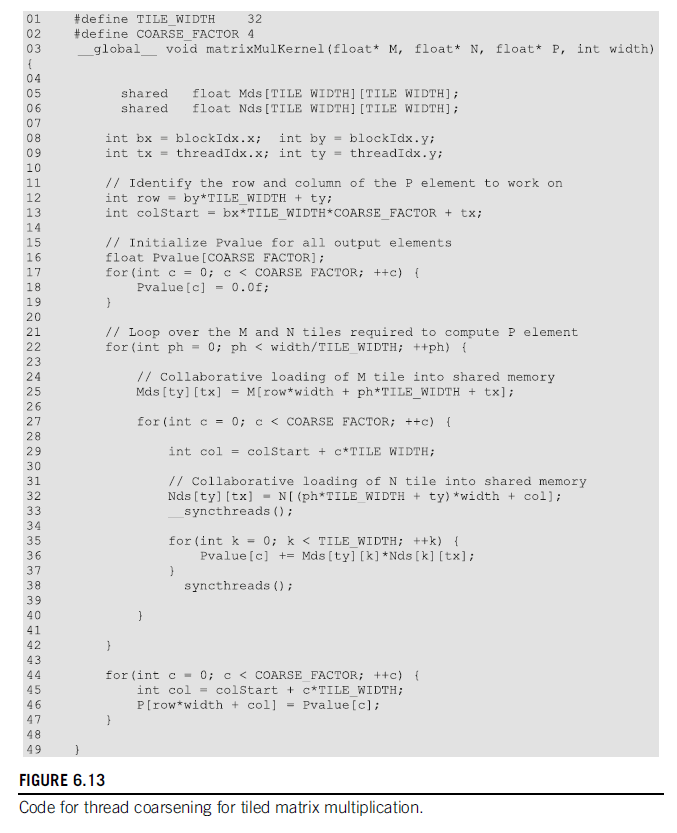 01 #define TILE_WIDTH 32
02 #define COARSE_FACTOR 4
03 __global__ void matrixMulKernel(float* M, float* N, float* P, int width)
{
04
05 shared float Mds[TILE WIDTH][TILE WIDTH];
06 shared float Nds[TILE WIDTH][TILE WIDTH];
07
08 int bx = blockIdx.x; int by = blockIdx.y;
09 int tx = threadIdx.x; int ty = threadIdx.y;
10
11 // Identify the row and column of the P element to work on
12 int row = by*TILE_WIDTH + ty;
13 int colStart = bx*TILE_WIDTH*COARSE_FACTOR + tx;
14
15 // Initialize Pvalue for all output elements
16 float Pvalue[COARSE FACTOR];
17 for(int c = 0; c < COARSE FACTOR; ++c) {
18 Pvalue[c] = 0.0f;
19 }
20
21 // Loop over the M and N tiles required to compute P element
22 for(int ph = 0; ph < width/TILE_WIDTH; ++ph) {
23
24 // Collaborative loading of M tile into shared memory
25 Mds[ty][tx] = M[row*width + ph*TILE_WIDTH + tx];
26
27 for(int c = 0; c < COARSE FACTOR; ++c) {
28
29 int col = colStart + c*TILE WIDTH;
30
31 // Collaborative loading of N tile into shared memory
32 Nds[ty][tx] = N[(ph*TILE_WIDTH + ty)*width + col];
33 __syncthreads();
34
35 for(int k = 0; k < TILE_WIDTH; ++k) {
36 Pvalue[c] += Mds[ty][k]*Nds[k][tx];
37 }
38 syncthreads();
39
40 }
41
42 }
43
44 for(int c = 0; c < COARSE_FACTOR; ++c) {
45 int col = colStart + c*TILE_WIDTH;
46 P[row*width + col] = Pvalue[c];
47 }
48
49 }
FIGURE 6.13
Code for thread coarsening for tiled matrix multiplication.